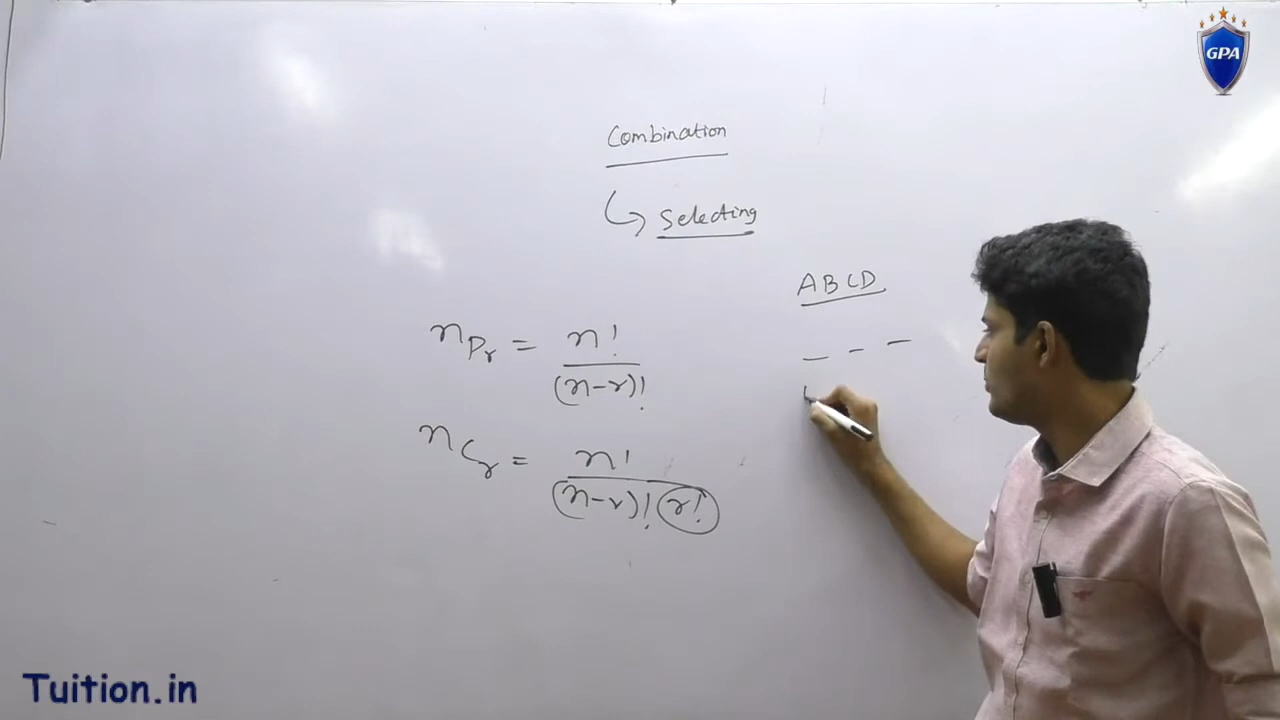 GPA
Combination
↳ Selecting
ABCD
nPr = n! / (n-r)!
_ _ _
nCr = n! / (n-r)! r!
Tuition.in